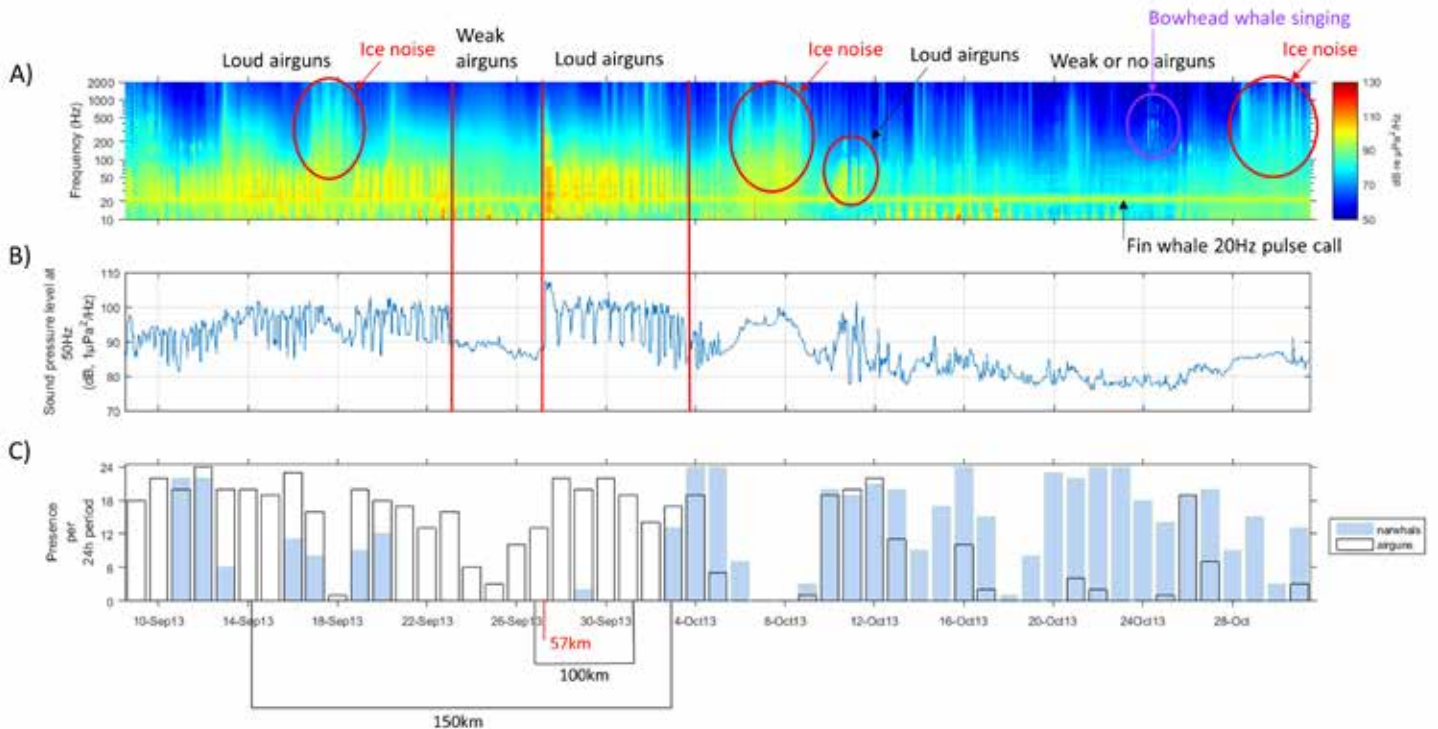 Bowhead whale singing
Weak
airguns
Loud airguns
Ice noise
Loud airguns
Ice noise
Loud airguns
Weak or no airguns
Ice noise
A)
Frequency (Hz)
2000
1000
500
200
100
50
20
10
130
110
90
70
50
dB re µPa²/Hz
Fin whale 20Hz pulse call
B)
Sound pressure level at
50Hz
(dB, 1µPa²/Hz)
110
100
90
80
70
C)
Presence
per
24h period
24
18
12
6
0
narwhals
airguns
10-Sep13
14-Sep13
18-Sep13
22-Sep13
26-Sep13
30-Sep13
4-Oct13
8-Oct13
12-Oct13
16-Oct13
20-Oct13
24Oct13
28-Oct
57km
100km
150km